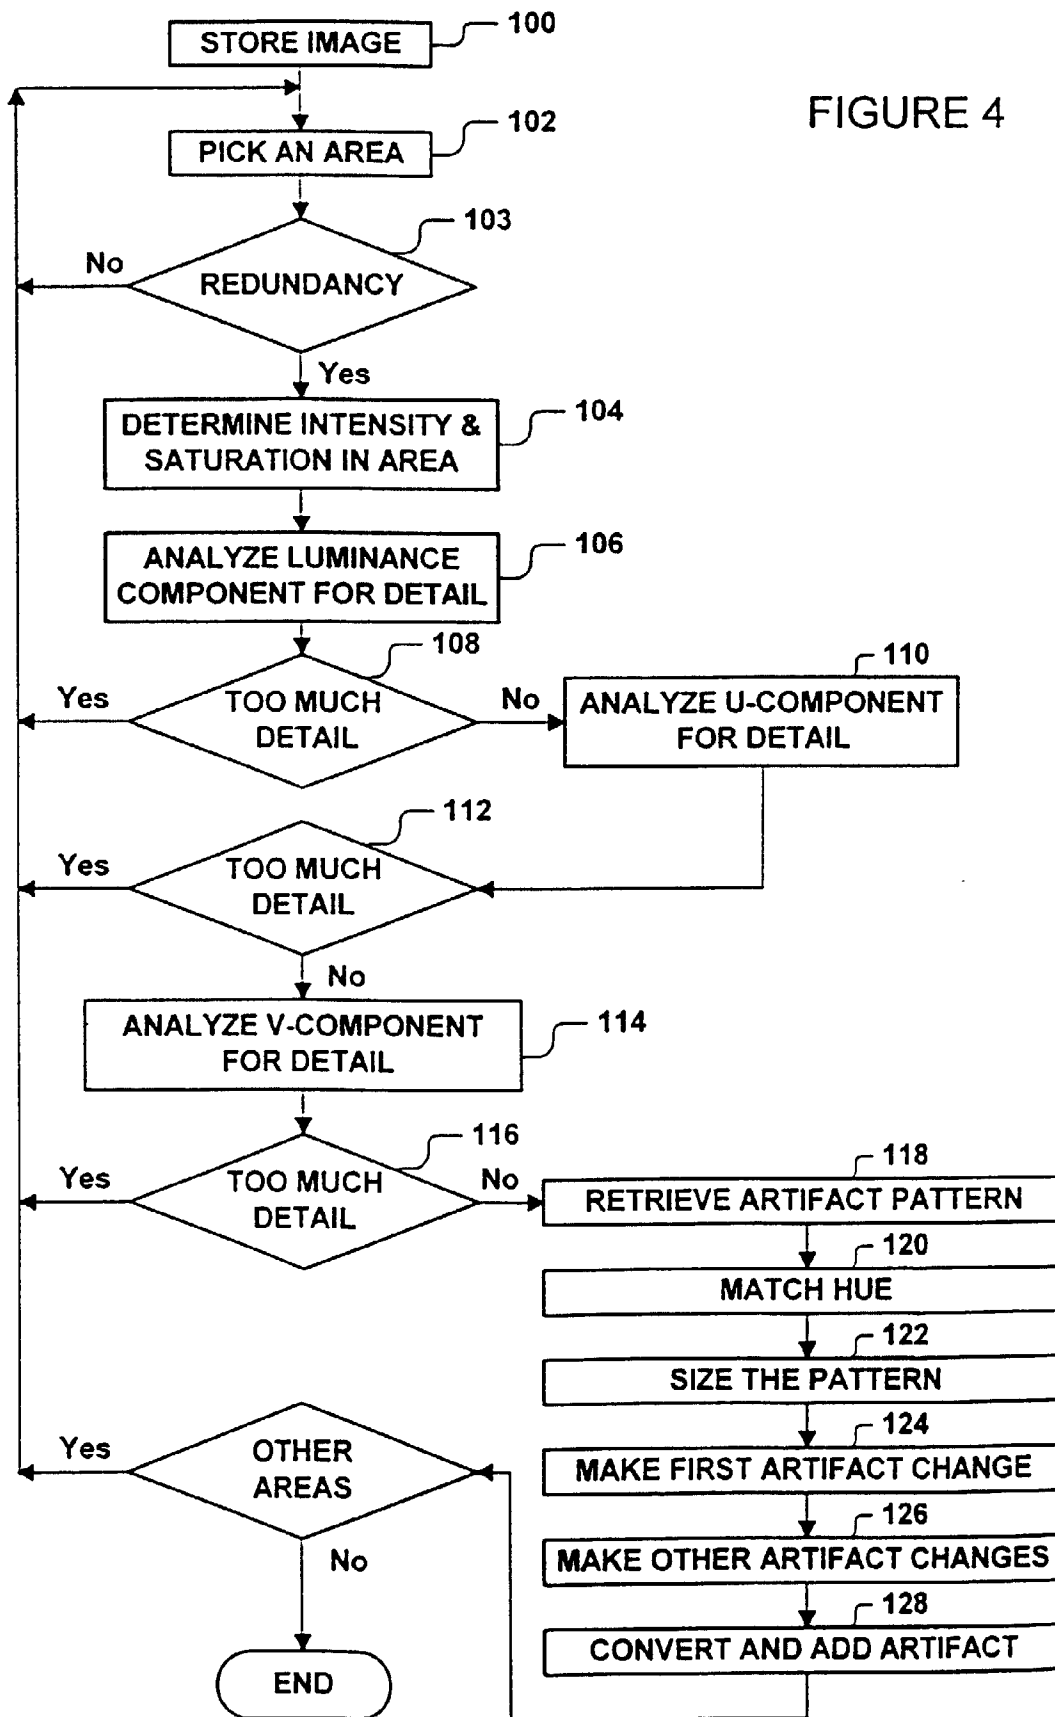 FIGURE 4
STORE IMAGE
100
PICK AN AREA
102
REDUNDANCY
103
No
Yes
DETERMINE INTENSITY &
SATURATION IN AREA
104
ANALYZE LUMINANCE
COMPONENT FOR DETAIL
106
TOO MUCH
DETAIL
108
Yes
No
ANALYZE U-COMPONENT
FOR DETAIL
110
TOO MUCH
DETAIL
112
Yes
No
ANALYZE V-COMPONENT
FOR DETAIL
114
TOO MUCH
DETAIL
116
Yes
No
RETRIEVE ARTIFACT PATTERN
118
MATCH HUE
120
SIZE THE PATTERN
122
MAKE FIRST ARTIFACT CHANGE
124
MAKE OTHER ARTIFACT CHANGES
126
CONVERT AND ADD ARTIFACT
128
OTHER
AREAS
Yes
No
END